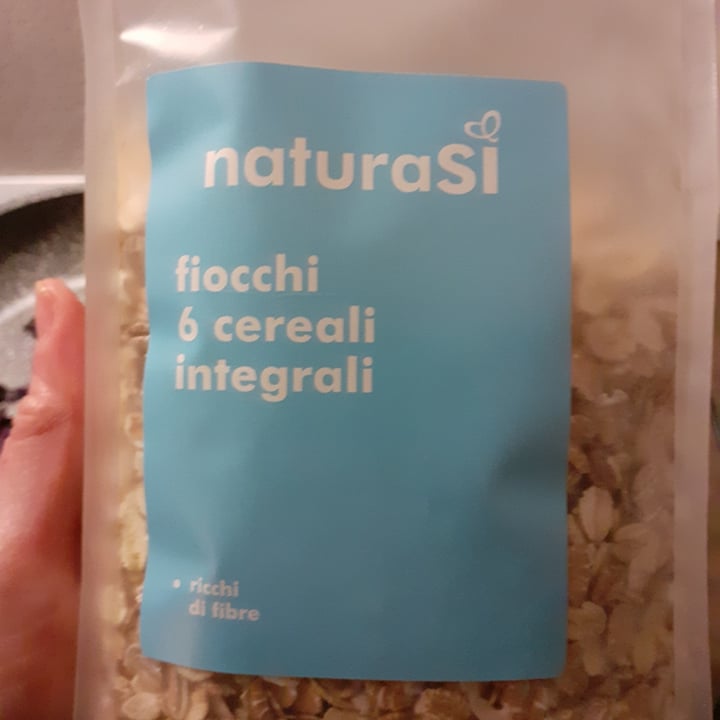 naturaSì
fiocchi
6 cereali
integrali
• ricchi
di fibre